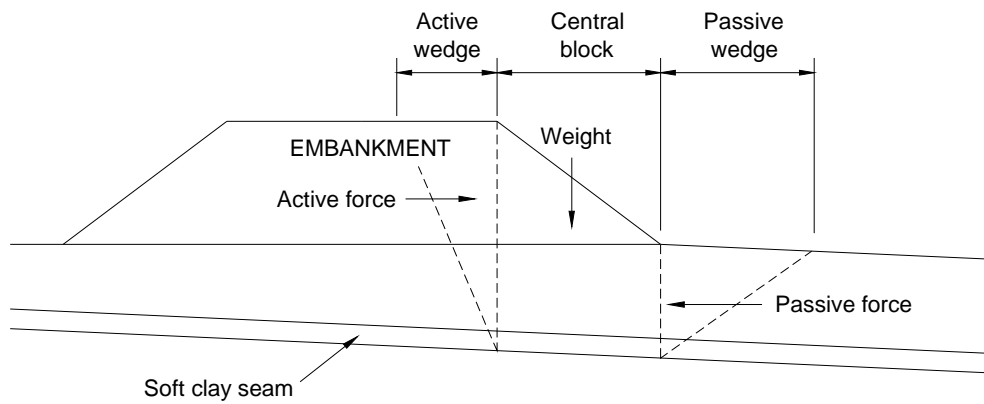 Active
wedge
Central
block
Passive
wedge
EMBANKMENT
Weight
Active force
Passive force
Soft clay seam